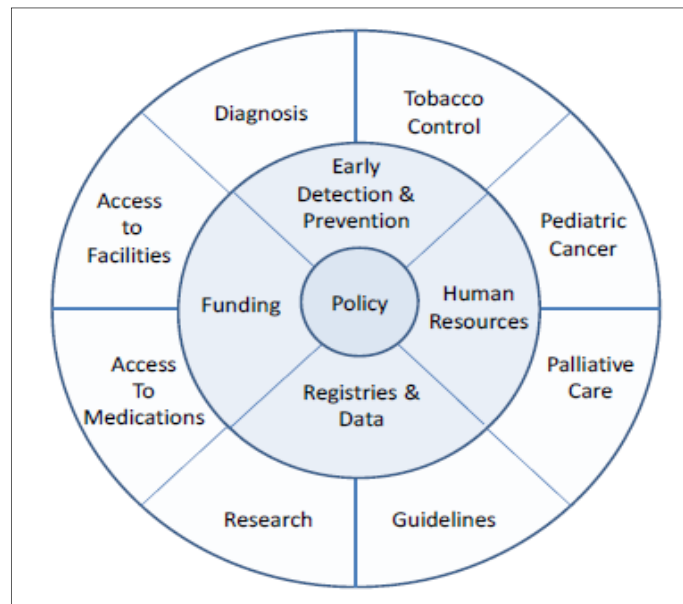 Diagnosis
Tobacco
Control
Early
Detection &
Prevention
Access
to
Facilities
Pediatric
Cancer
Funding
Policy
Human
Resources
Access
To
Medications
Registries &
Data
Palliative
Care
Research
Guidelines